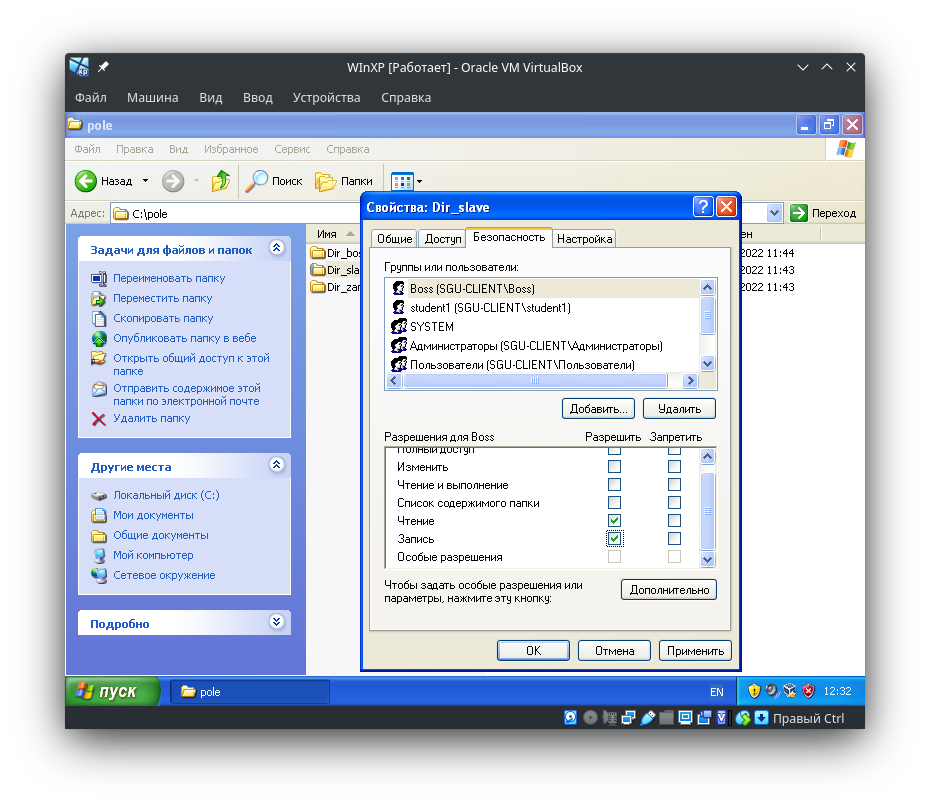 WInXP [Работает] - Oracle VM VirtualBox
Файл Машина Вид Ввод Устройства Справка
pole
Файл Правка Вид Избранное Сервис Справка
Назад Поиск Папки
Адрес: C:\pole Переход
Задачи для файлов и папок
Переименовать папку
Переместить папку
Скопировать папку
Опубликовать папку в вебе
Открыть общий доступ к этой
папке
Отправить содержимое этой
папки по электронной почте
Удалить папку
Другие места
Локальный диск (C:)
Мои документы
Общие документы
Мой компьютер
Сетевое окружение
Подробно
Имя
Dir_bos
Dir_sla
Dir_zar
ен
2022 11:44
2022 11:43
2022 11:43
Свойства: Dir_slave
Общие Доступ Безопасность Настройка
Группы или пользователи:
Boss (SGU-CLIENT\Boss)
student1 (SGU-CLIENT\student1)
SYSTEM
Администраторы (SGU-CLIENT\Администраторы)
Пользователи (SGU-CLIENT\Пользователи)
Добавить... Удалить
Разрешения для Boss Разрешить Запретить
Полный доступ
Изменить
Чтение и выполнение
Список содержимого папки
Чтение
Запись
Особые разрешения
Чтобы задать особые разрешения или
параметры, нажмите эту кнопку:
Дополнительно
OK Отмена Применить
пуск pole EN 12:32
Правый Ctrl